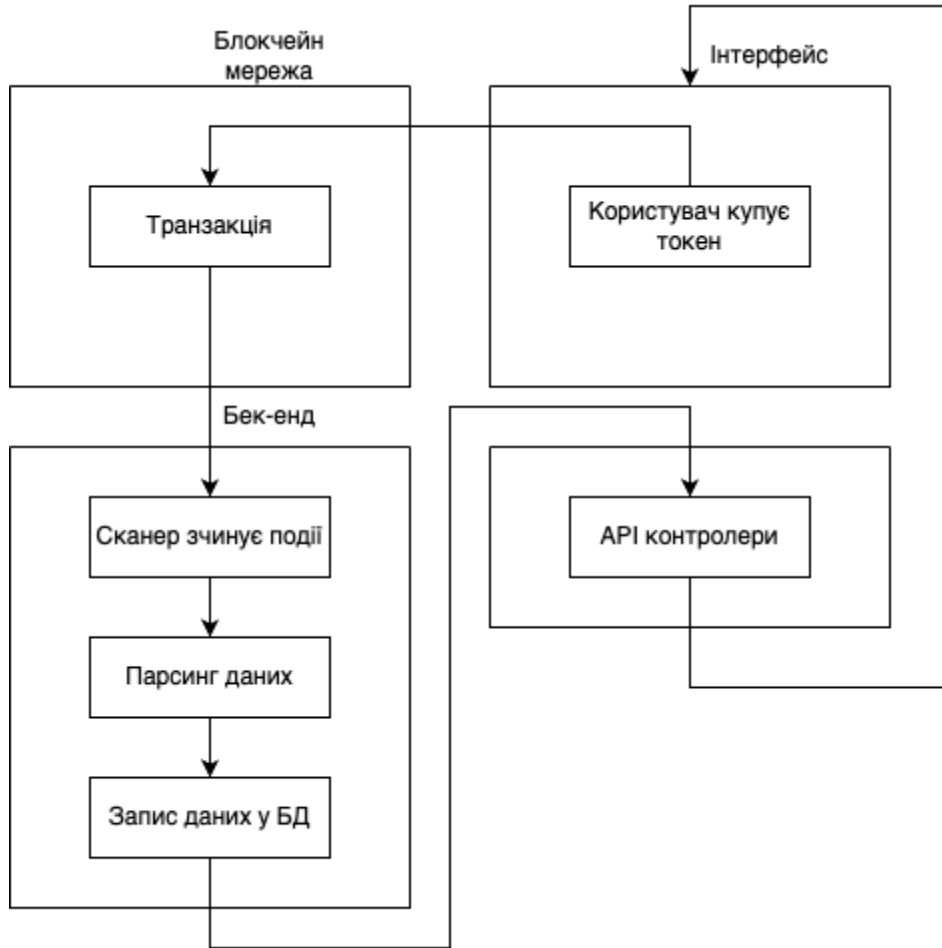 Блокчейн
мережа
Інтерфейс
Транзакція
Користувач купує
токен
Бек-енд
Сканер зчинує події
API контролери
Парсинг даних
Запис даних у БД